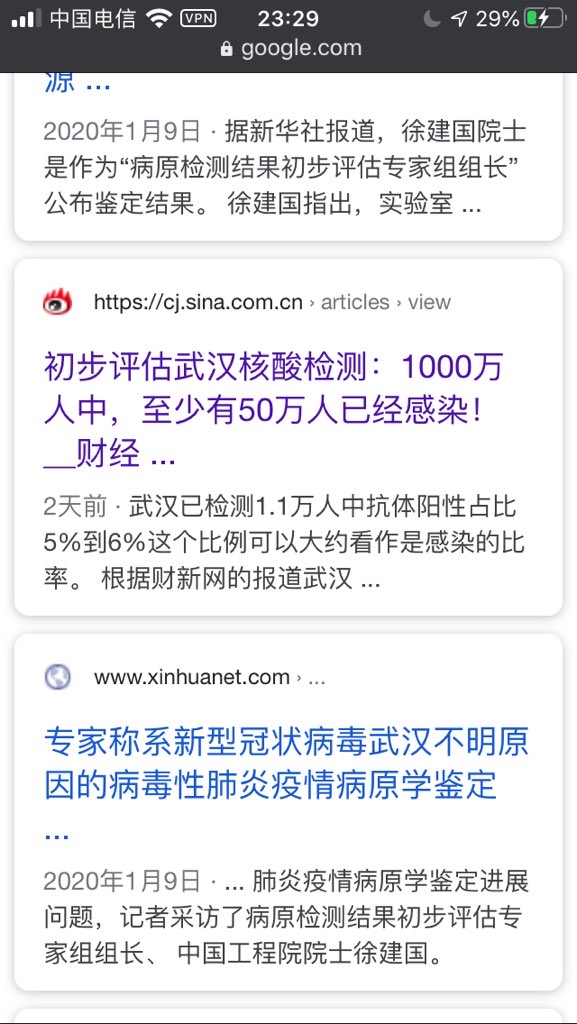 中国电信 VPN 23:29 29%
google.com
源 ...
2020年1月9日 · 据新华社报道，徐建国院士
是作为“病原检测结果初步评估专家组组长”
公布鉴定结果。 徐建国指出，实验室 ...
https://cj.sina.com.cn › articles › view
初步评估武汉核酸检测：1000万
人中，至少有50万人已经感染！
__财经 ...
2天前 · 武汉已检测1.1万人中抗体阳性占比
5%到6%这个比例可以大约看作是感染的比
率。 根据财新网的报道武汉 ...
www.xinhuanet.com › ...
专家称系新型冠状病毒武汉不明原
因的病毒性肺炎疫情病原学鉴定
...
2020年1月9日 · ... 肺炎疫情病原学鉴定进展
问题，记者采访了病原检测结果初步评估专
家组组长、 中国工程院院士徐建国。